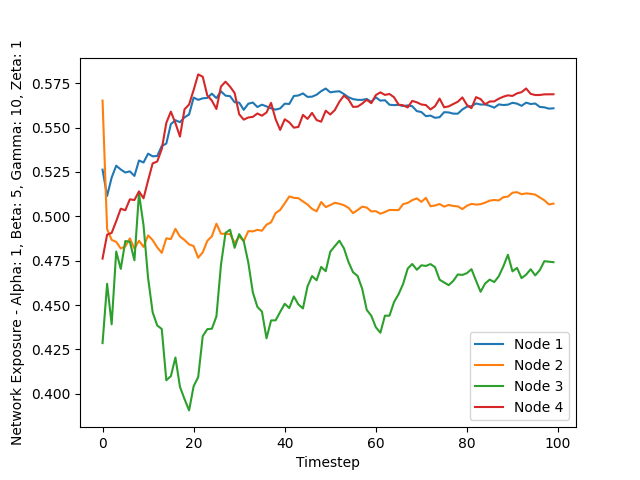 Network Exposure - Alpha: 1, Beta: 5, Gamma: 10, Zeta: 1
0.575
0.550
0.525
0.500
0.475
0.450
0.425
0.400
0 20 40 60 80 100
Timestep
Node 1
Node 2
Node 3
Node 4